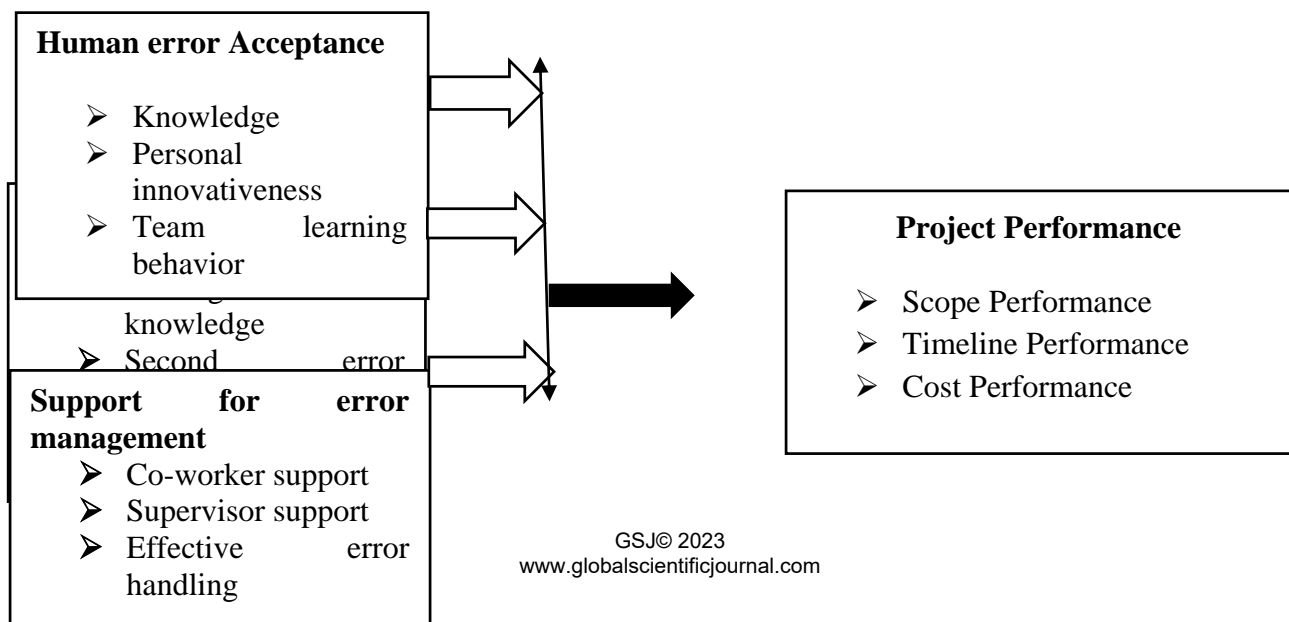 Human error Acceptance
➢ Knowledge
➢ Personal
innovativeness
➢ Team learning
behavior
knowledge
➢ Second error
Support for error
management
➢ Co-worker support
➢ Supervisor support
➢ Effective error
handling
Project Performance
➢ Scope Performance
➢ Timeline Performance
➢ Cost Performance
GSJ© 2023
www.globalscientificjournal.com